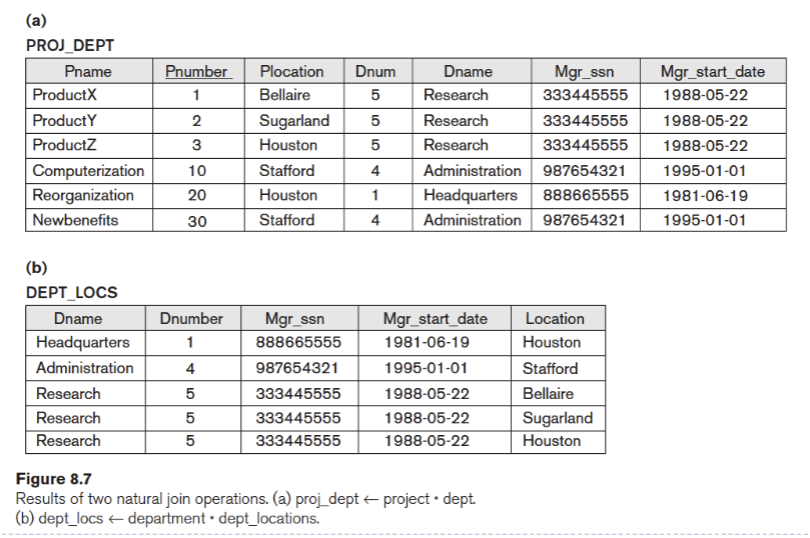 (a)
PROJ_DEPT
Pname Pnumber Plocation Dnum Dname Mgr_ssn Mgr_start_date
ProductX 1 Bellaire 5 Research 333445555 1988-05-22
ProductY 2 Sugarland 5 Research 333445555 1988-05-22
ProductZ 3 Houston 5 Research 333445555 1988-05-22
Computerization 10 Stafford 4 Administration 987654321 1995-01-01
Reorganization 20 Houston 1 Headquarters 888665555 1981-06-19
Newbenefits 30 Stafford 4 Administration 987654321 1995-01-01
(b)
DEPT_LOCS
Dname Dnumber Mgr_ssn Mgr_start_date Location
Headquarters 1 888665555 1981-06-19 Houston
Administration 4 987654321 1995-01-01 Stafford
Research 5 333445555 1988-05-22 Bellaire
Research 5 333445555 1988-05-22 Sugarland
Research 5 333445555 1988-05-22 Houston
Figure 8.7
Results of two natural join operations. (a) proj_dept ← project * dept.
(b) dept_locs ← department * dept_locations.